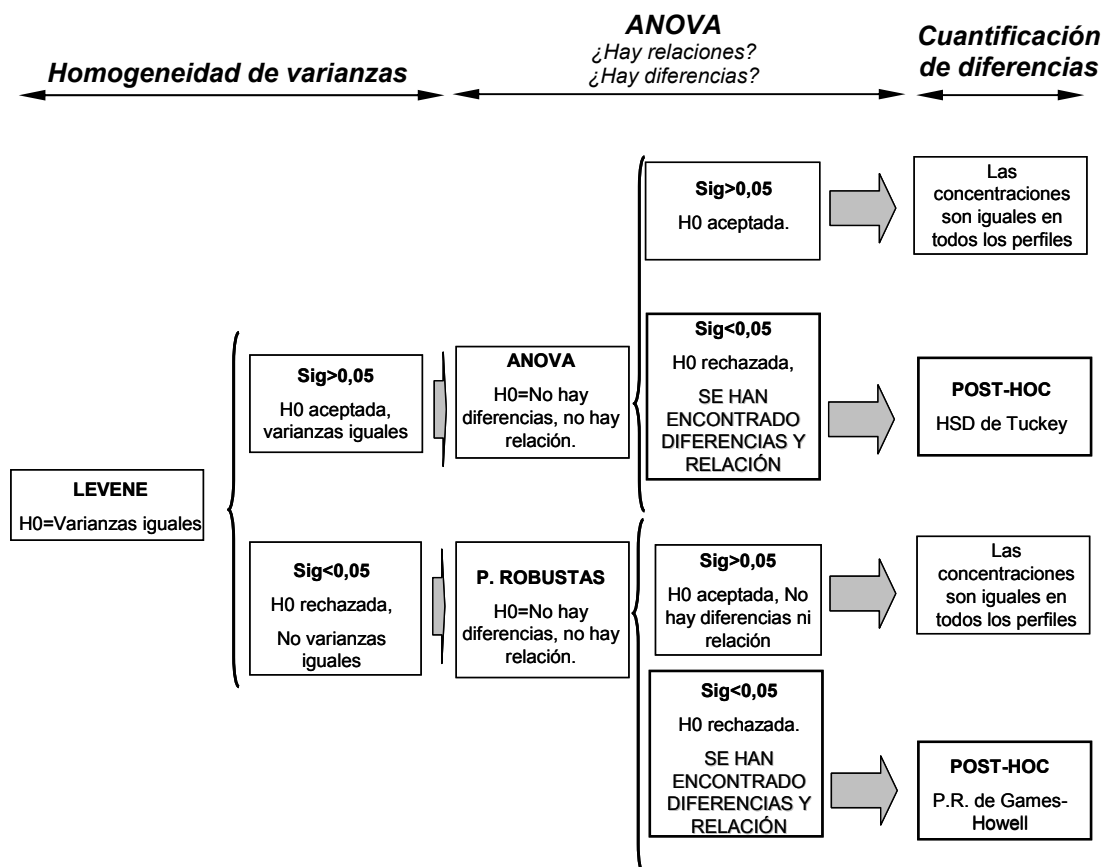 Homogeneidad de varianzas
ANOVA
¿Hay relaciones?
¿Hay diferencias?
Cuantificación
de diferencias
LEVENE
H0=Varianzas iguales
Sig>0,05
H0 aceptada,
varianzas iguales
Sig<0,05
H0 rechazada,
No varianzas
iguales
ANOVA
H0=No hay
diferencias, no hay
relación.
P. ROBUSTAS
H0=No hay
diferencias, no hay
relación.
Sig>0,05
H0 aceptada.
Sig<0,05
H0 rechazada,
SE HAN
ENCONTRADO
DIFERENCIAS Y
RELACIÓN
Sig>0,05
H0 aceptada, No
hay diferencias ni
relación
Sig<0,05
H0 rechazada.
SE HAN
ENCONTRADO
DIFERENCIAS Y
RELACIÓN
Las
concentraciones
son iguales en
todos los perfiles
POST-HOC
HSD de Tuckey
Las
concentraciones
son iguales en
todos los perfiles
POST-HOC
P.R. de Games-
Howell